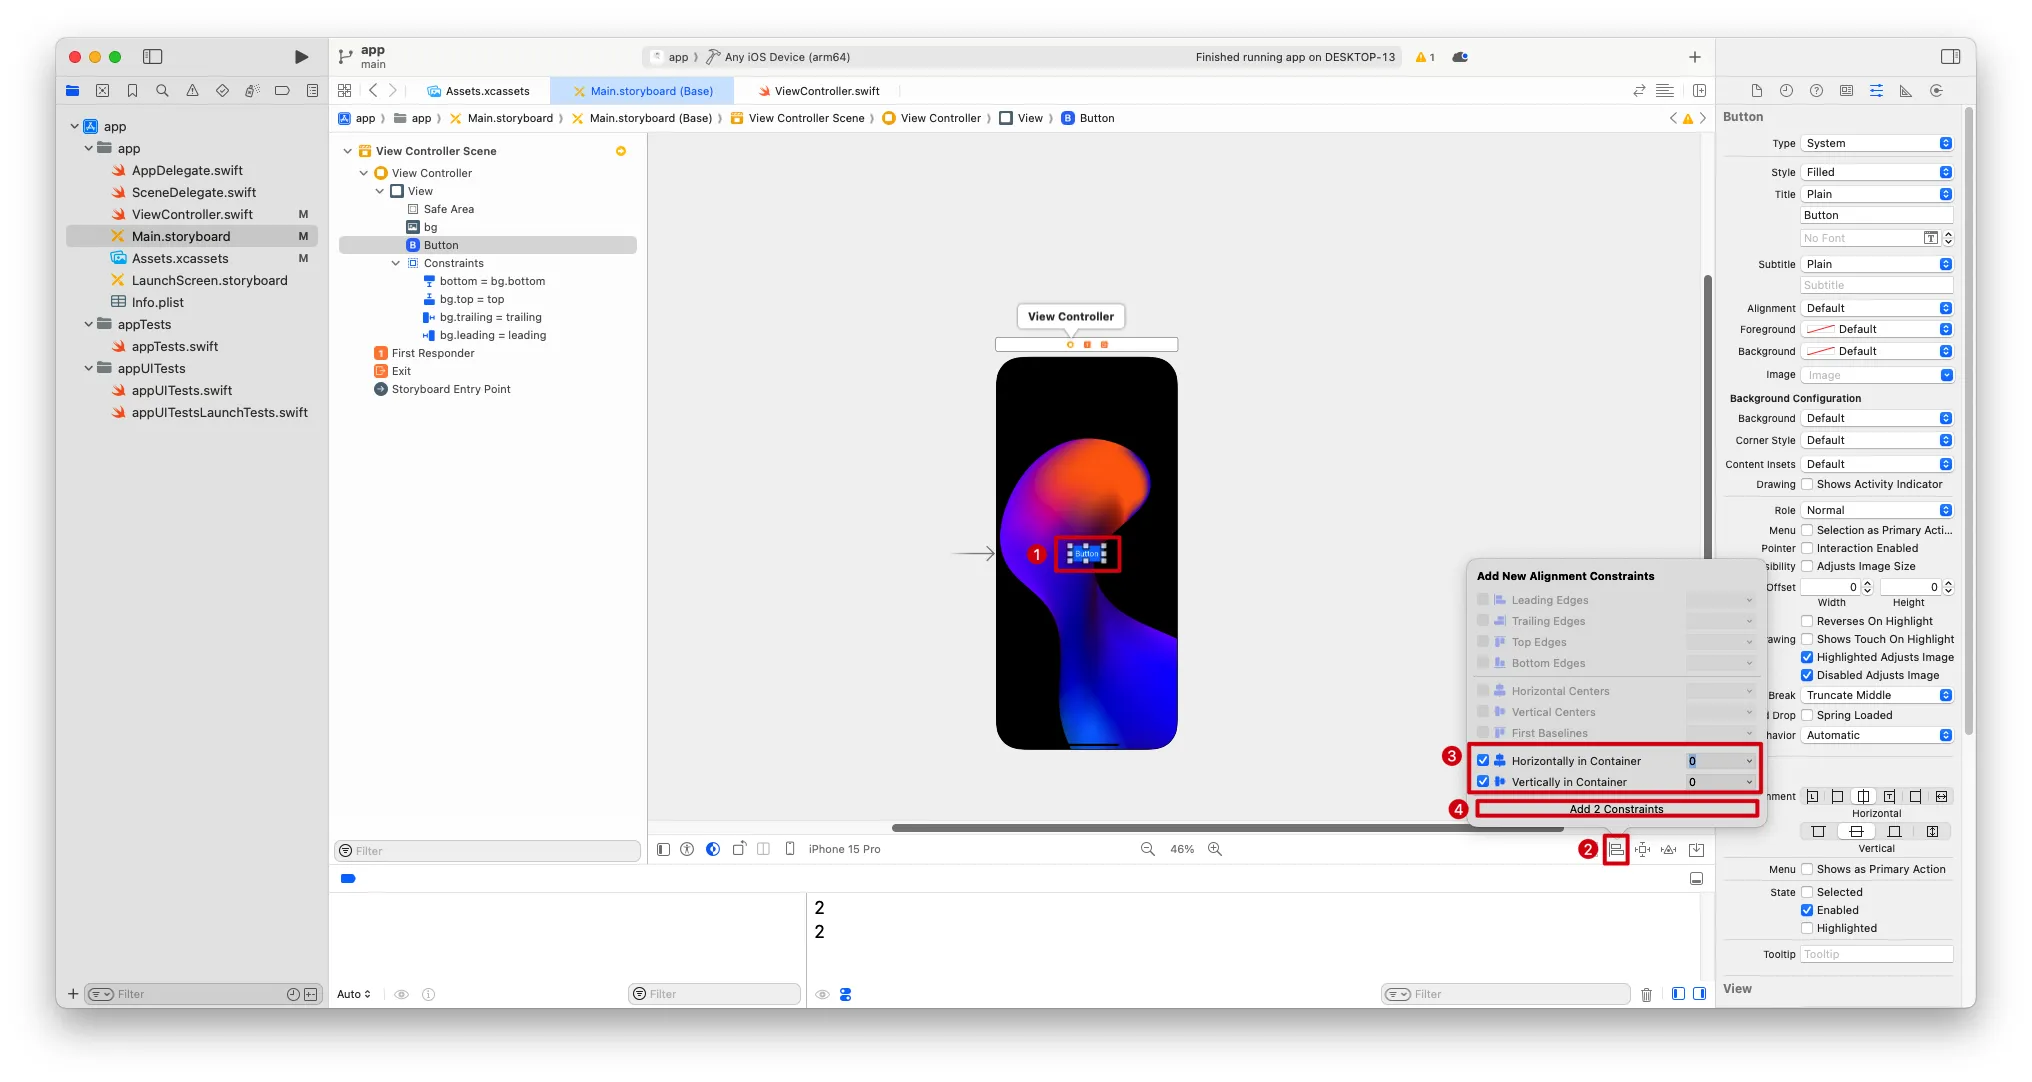 app
main
app
Any iOS Device (arm64)
Finished running app on DESKTOP-13
1
Assets.xcassets
Main.storyboard (Base)
ViewController.swift
app
app
Main.storyboard
Main.storyboard (Base)
View Controller Scene
View Controller
View
B Button
app
app
AppDelegate.swift
SceneDelegate.swift
ViewController.swift M
Main.storyboard M
Assets.xcassets M
LaunchScreen.storyboard
Info.plist
appTests
appTests.swift
appUITests
appUITests.swift
appUITestsLaunchTests.swift
Filter
View Controller Scene
View Controller
View
Safe Area
bg
B Button
Constraints
bottom = bg.bottom
bg.top = top
bg.trailing = trailing
bg.leading = leading
1 First Responder
Exit
Storyboard Entry Point
Filter
View Controller
1
Button
Add New Alignment Constraints
Leading Edges
Trailing Edges
Top Edges
Bottom Edges
Horizontal Centers
Vertical Centers
First Baselines
3
Horizontally in Container 0
Vertically in Container 0
4
Add 2 Constraints
2
iPhone 15 Pro
46%
2
2
Auto
Filter
Filter
Button
Type System
Style Filled
Title Plain
Button
No Font T
Subtitle Plain
Subtitle
Alignment Default
Foreground Default
Background Default
Image Image
Background Configuration
Background Default
Corner Style Default
Content Insets Default
Drawing Shows Activity Indicator
Role Normal
Menu Selection as Primary Acti...
Pointer Interaction Enabled
sibility Adjusts Image Size
Offset 0 0
Width Height
Reverses On Highlight
awing Shows Touch On Highlight
Highlighted Adjusts Image
Disabled Adjusts Image
Break Truncate Middle
d Drop Spring Loaded
havior Automatic
nment
Horizontal
Vertical
Menu Shows as Primary Action
State Selected
Enabled
Highlighted
Tooltip Tooltip
View